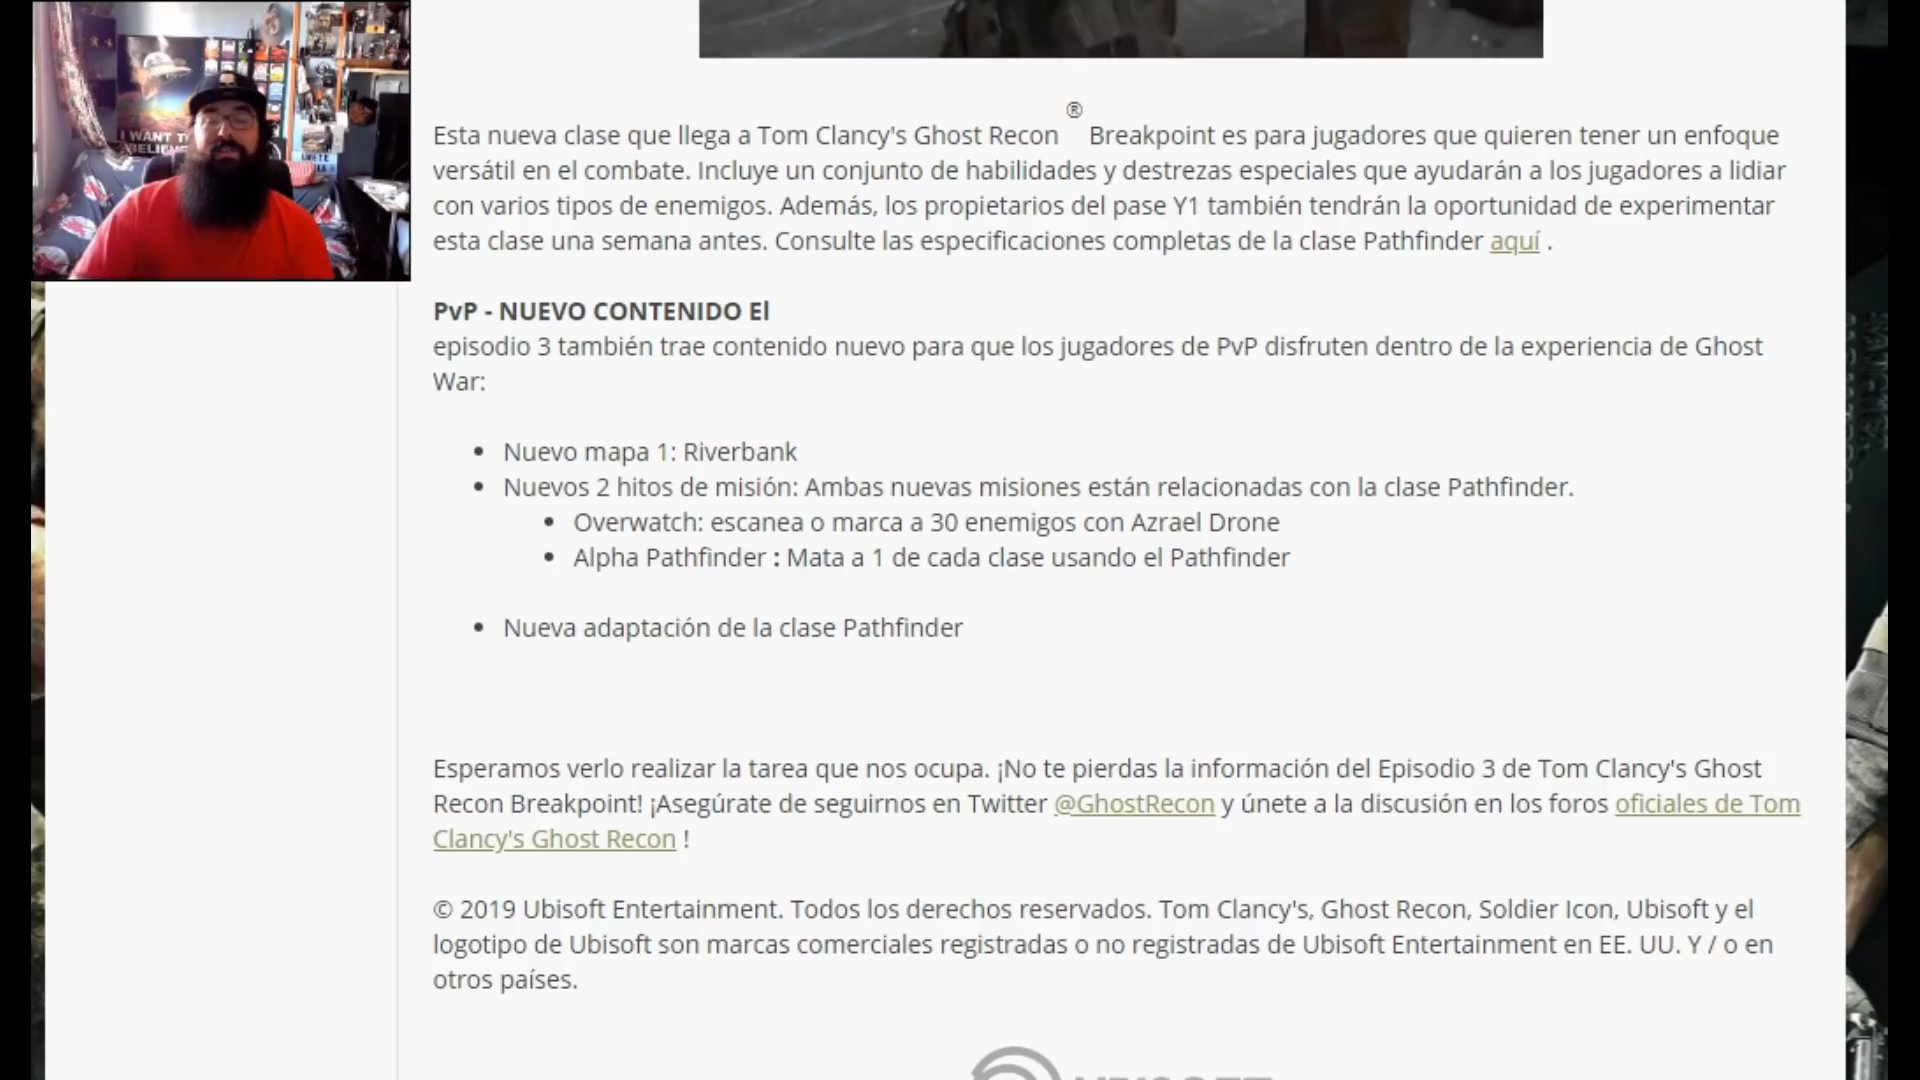 I WANT TO
BELIEVE
®
Esta nueva clase que llega a Tom Clancy's Ghost Recon Breakpoint es para jugadores que quieren tener un enfoque
versátil en el combate. Incluye un conjunto de habilidades y destrezas especiales que ayudarán a los jugadores a lidiar
con varios tipos de enemigos. Además, los propietarios del pase Y1 también tendrán la oportunidad de experimentar
esta clase una semana antes. Consulte las especificaciones completas de la clase Pathfinder aquí .
PvP - NUEVO CONTENIDO El
episodio 3 también trae contenido nuevo para que los jugadores de PvP disfruten dentro de la experiencia de Ghost
War:
• Nuevo mapa 1: Riverbank
• Nuevos 2 hitos de misión: Ambas nuevas misiones están relacionadas con la clase Pathfinder.
• Overwatch: escanea o marca a 30 enemigos con Azrael Drone
• Alpha Pathfinder : Mata a 1 de cada clase usando el Pathfinder
• Nueva adaptación de la clase Pathfinder
Esperamos verlo realizar la tarea que nos ocupa. ¡No te pierdas la información del Episodio 3 de Tom Clancy's Ghost
Recon Breakpoint! ¡Asegúrate de seguirnos en Twitter @GhostRecon y únete a la discusión en los foros oficiales de Tom
Clancy's Ghost Recon !
© 2019 Ubisoft Entertainment. Todos los derechos reservados. Tom Clancy's, Ghost Recon, Soldier Icon, Ubisoft y el
logotipo de Ubisoft son marcas comerciales registradas o no registradas de Ubisoft Entertainment en EE. UU. Y / o en
otros países.